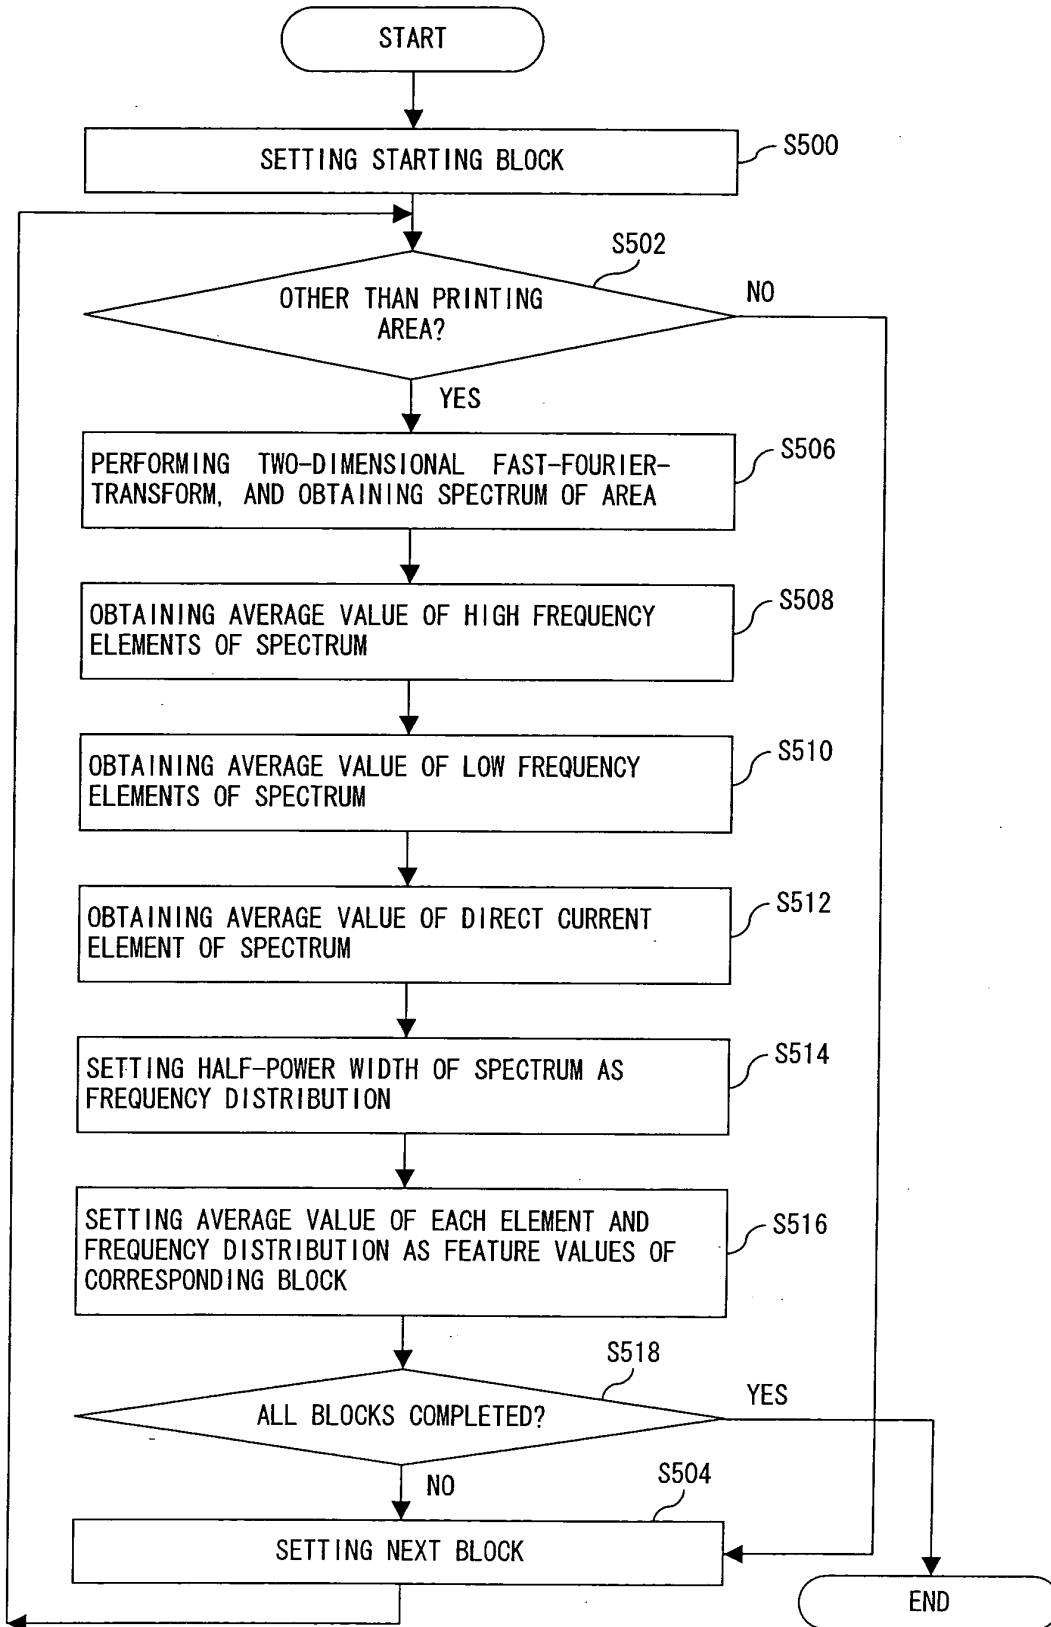 START
SETTING STARTING BLOCK
S500
S502
OTHER THAN PRINTING
AREA?
NO
YES
S506
PERFORMING TWO-DIMENSIONAL FAST-FOURIER-
TRANSFORM, AND OBTAINING SPECTRUM OF AREA
S508
OBTAINING AVERAGE VALUE OF HIGH FREQUENCY
ELEMENTS OF SPECTRUM
S510
OBTAINING AVERAGE VALUE OF LOW FREQUENCY
ELEMENTS OF SPECTRUM
S512
OBTAINING AVERAGE VALUE OF DIRECT CURRENT
ELEMENT OF SPECTRUM
S514
SETTING HALF-POWER WIDTH OF SPECTRUM AS
FREQUENCY DISTRIBUTION
S516
SETTING AVERAGE VALUE OF EACH ELEMENT AND
FREQUENCY DISTRIBUTION AS FEATURE VALUES OF
CORRESPONDING BLOCK
S518
ALL BLOCKS COMPLETED?
YES
NO
S504
SETTING NEXT BLOCK
END